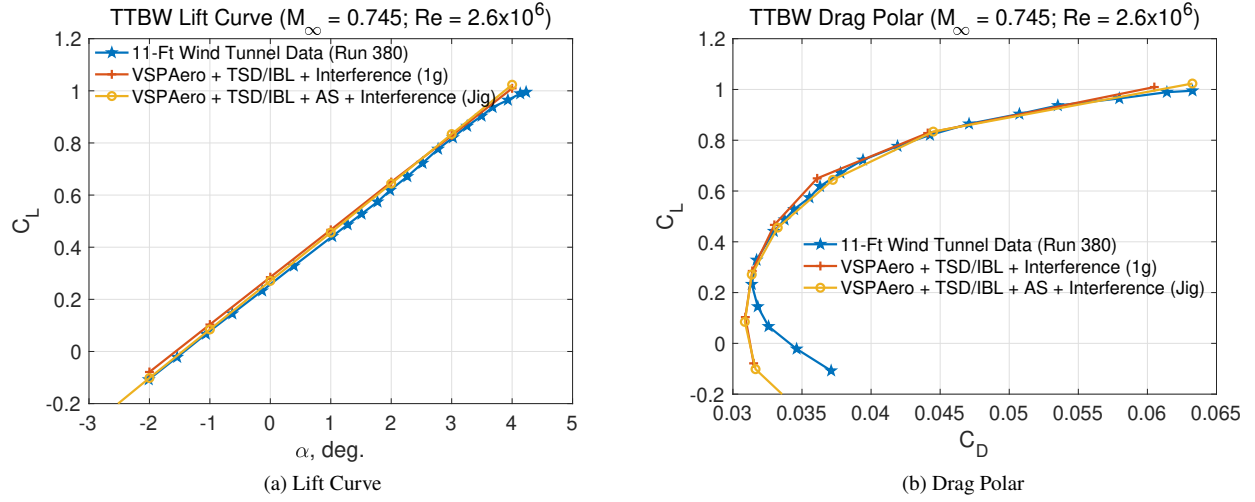 TTBW Lift Curve (M∞ = 0.745; Re = 2.6x10⁶)
1.2
1
0.8
0.6
0.4
0.2
0
-0.2
C_L
11-Ft Wind Tunnel Data (Run 380)
VSPAero + TSD/IBL + Interference (1g)
VSPAero + TSD/IBL + AS + Interference (Jig)
-3 -2 -1 0 1 2 3 4 5
α, deg.
(a) Lift Curve
TTBW Drag Polar (M∞ = 0.745; Re = 2.6x10⁶)
1.2
1
0.8
0.6
0.4
0.2
0
-0.2
C_L
11-Ft Wind Tunnel Data (Run 380)
VSPAero + TSD/IBL + Interference (1g)
VSPAero + TSD/IBL + AS + Interference (Jig)
0.03 0.035 0.04 0.045 0.05 0.055 0.06 0.065
C_D
(b) Drag Polar